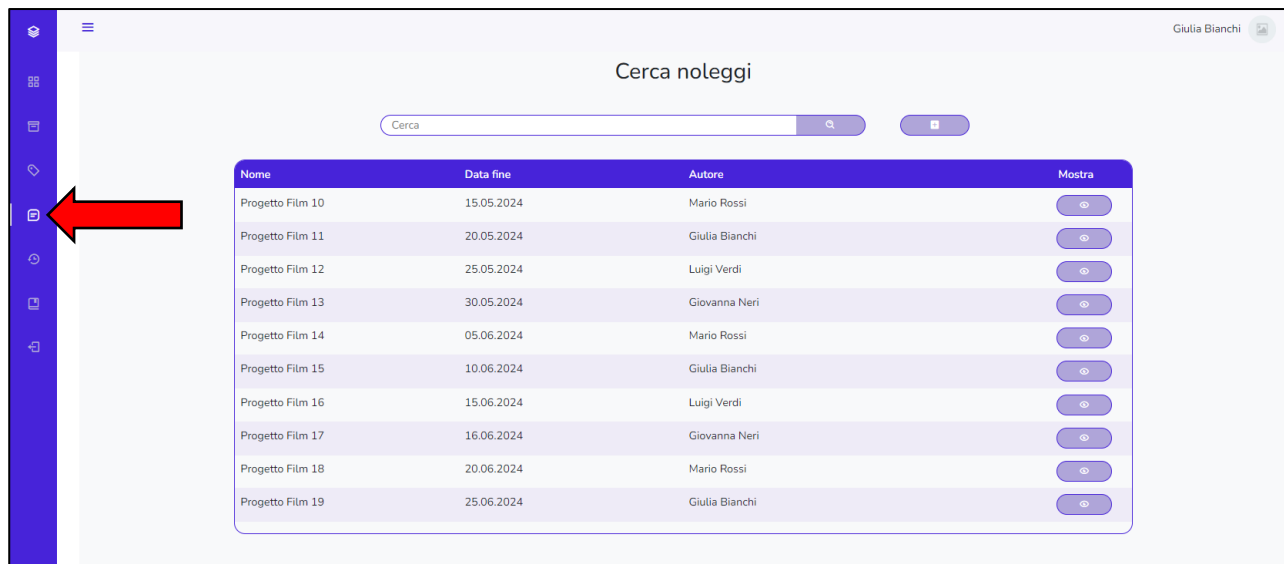 Giulia Bianchi
Cerca noleggi
Cerca
Nome Data fine Autore Mostra
Progetto Film 10 15.05.2024 Mario Rossi
Progetto Film 11 20.05.2024 Giulia Bianchi
Progetto Film 12 25.05.2024 Luigi Verdi
Progetto Film 13 30.05.2024 Giovanna Neri
Progetto Film 14 05.06.2024 Mario Rossi
Progetto Film 15 10.06.2024 Giulia Bianchi
Progetto Film 16 15.06.2024 Luigi Verdi
Progetto Film 17 16.06.2024 Giovanna Neri
Progetto Film 18 20.06.2024 Mario Rossi
Progetto Film 19 25.06.2024 Giulia Bianchi